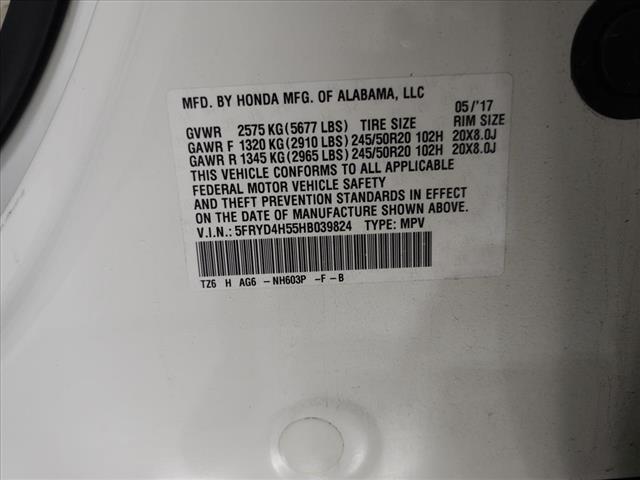 MFD. BY HONDA MFG. OF ALABAMA, LLC
05/'17
GVWR 2575 KG (5677 LBS) TIRE SIZE RIM SIZE
GAWR F 1320 KG (2910 LBS) 245/50R20 102H 20X8.0J
GAWR R 1345 KG (2965 LBS) 245/50R20 102H 20X8.0J
THIS VEHICLE CONFORMS TO ALL APPLICABLE
FEDERAL MOTOR VEHICLE SAFETY
AND THEFT PREVENTION STANDARDS IN EFFECT
ON THE DATE OF MANUFACTURE SHOWN ABOVE.
V.I.N.: 5FRYD4H55HB039824 TYPE: MPV
TZ6 H AG6 -NH603P -F-B